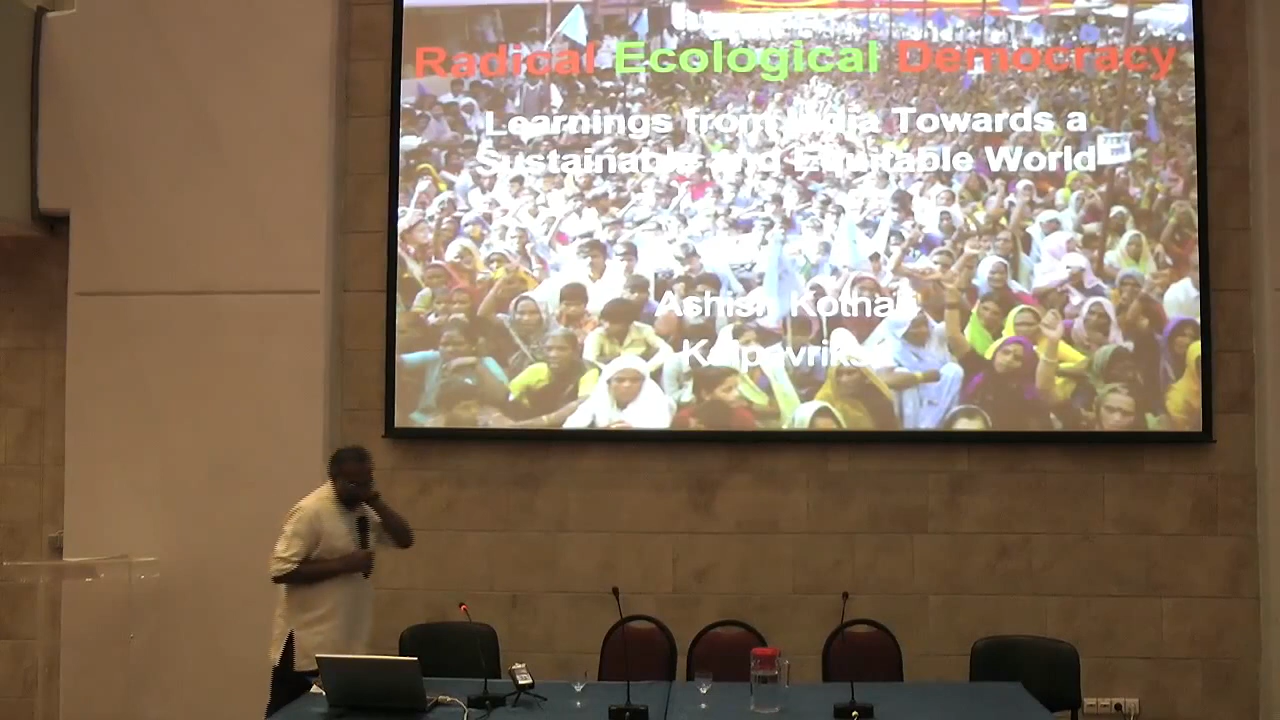 Radical Ecological Democracy
Learnings from India Towards a
Sustainable and Equitable World
Ashish Kothari
Kalpavriksh